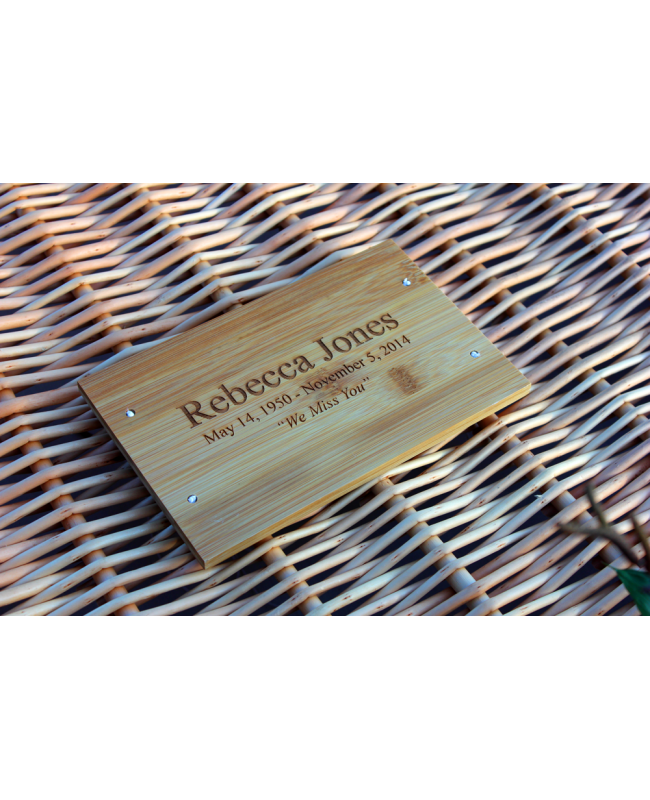 Rebecca Jones
May 14, 1950 - November 5, 2014
“We Miss You”